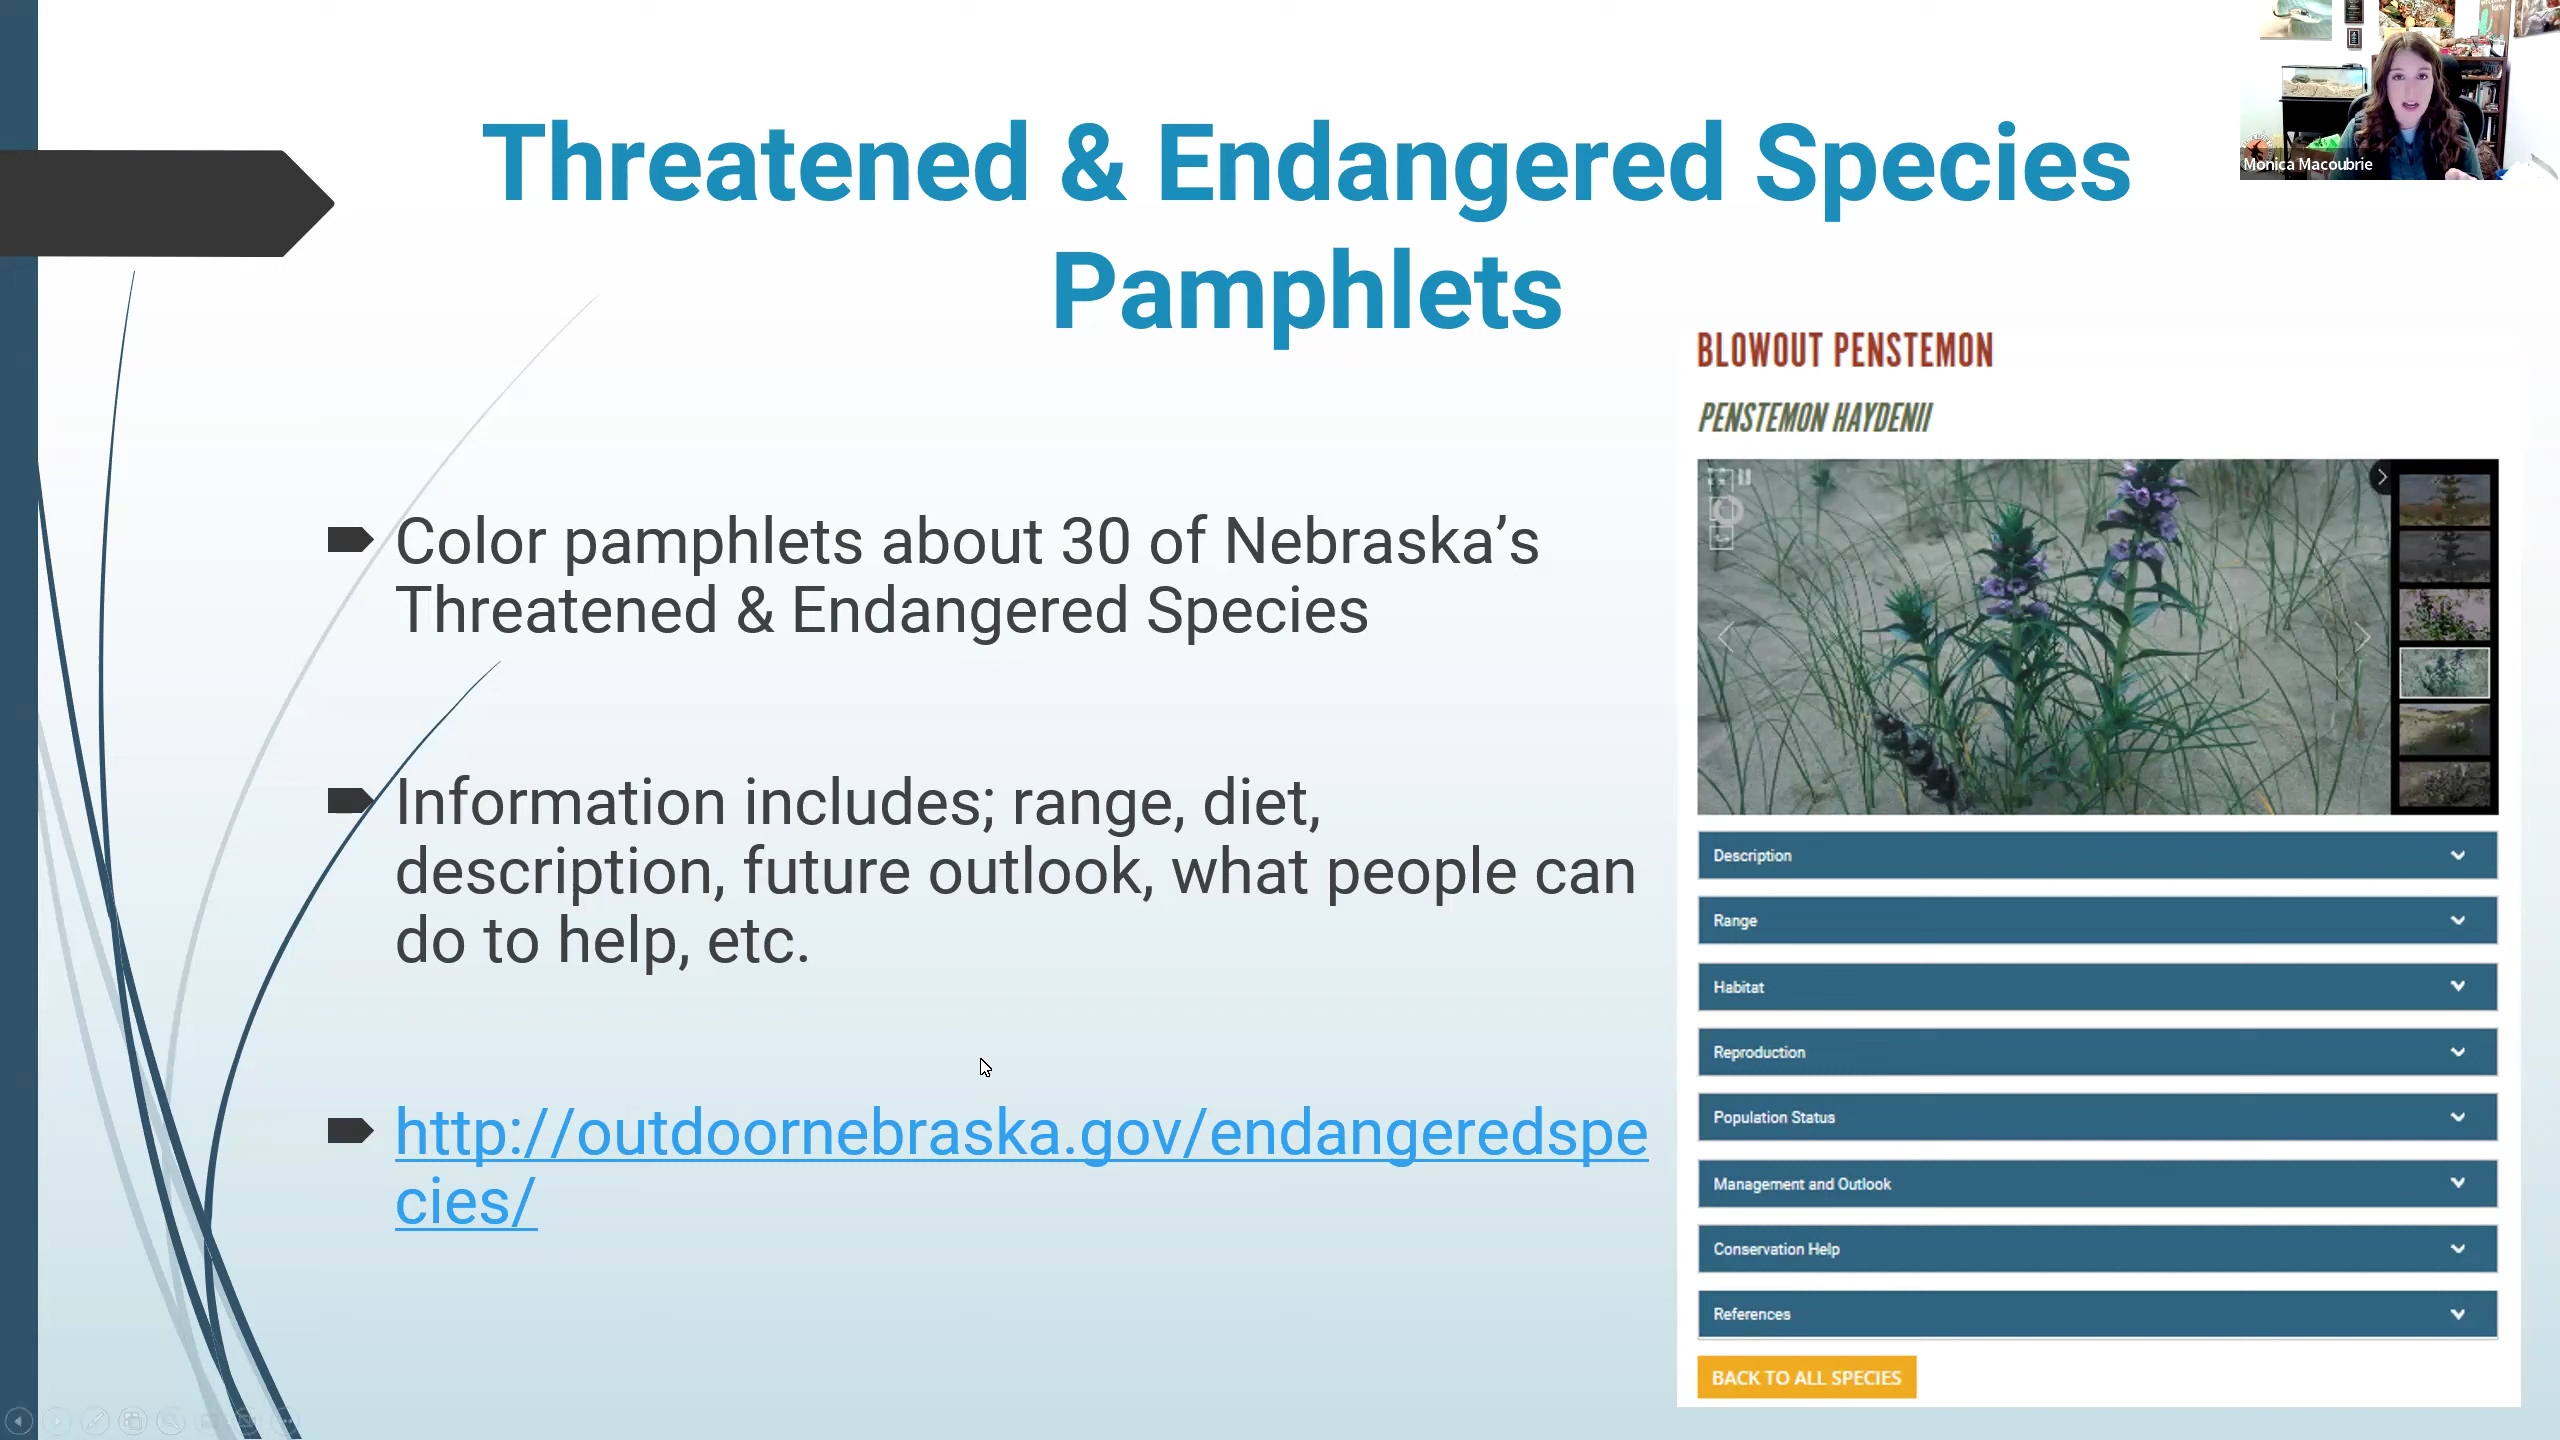 Threatened & Endangered Species
Pamphlets
Monica Macoubrie
Color pamphlets about 30 of Nebraska’s
Threatened & Endangered Species
Information includes; range, diet,
description, future outlook, what people can
do to help, etc.
http://outdoornebraska.gov/endangeredspe
cies/
BLOWOUT PENSTEMON
PENSTEMON HAYDENII
Description
Range
Habitat
Reproduction
Population Status
Management and Outlook
Conservation Help
References
BACK TO ALL SPECIES